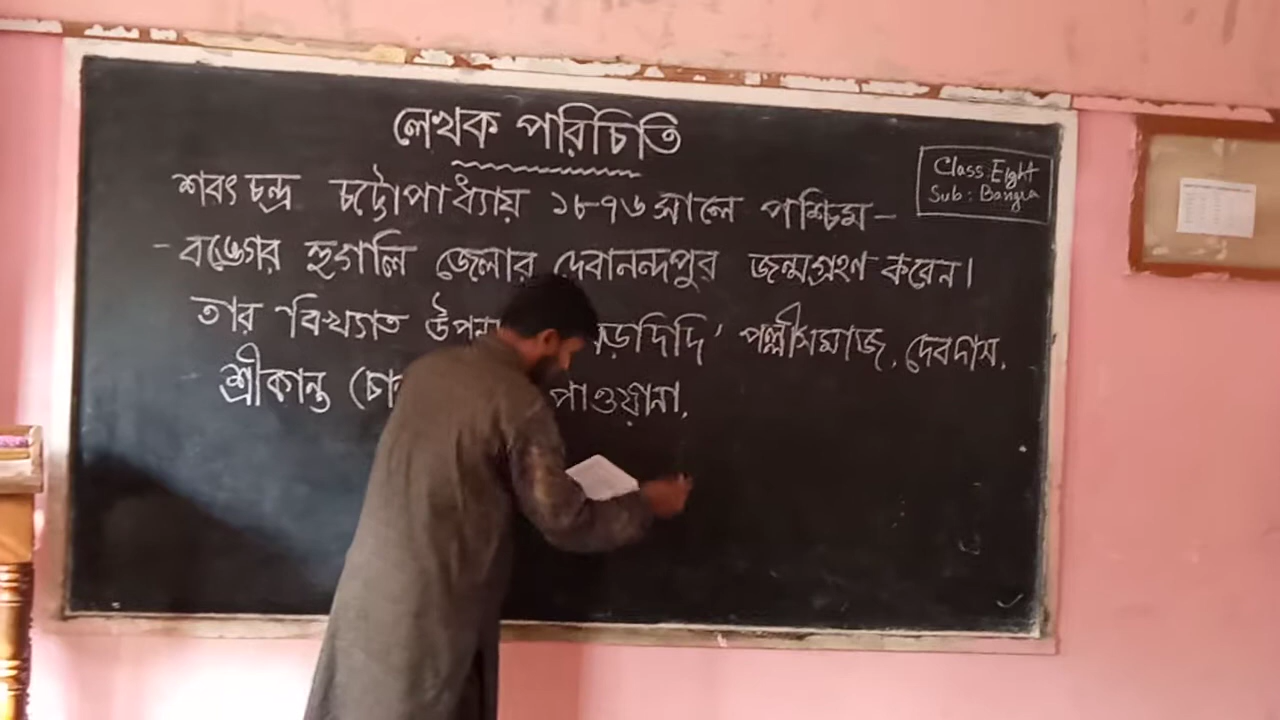 লেখক পরিচিতি
Class: Eight
Sub: Bangla
শরৎ চন্দ্র চট্টোপাধ্যায় ১৮৭৬ সালে পশ্চিম-
- বঙ্গের হুগলি জেলার দেবানন্দপুর জন্মগ্রহণ করেন।
তার বিখ্যাত ড়দিদি' পল্লীসমাজ, দেবদাস,
শ্রীকান্ত পাওয়ানা,